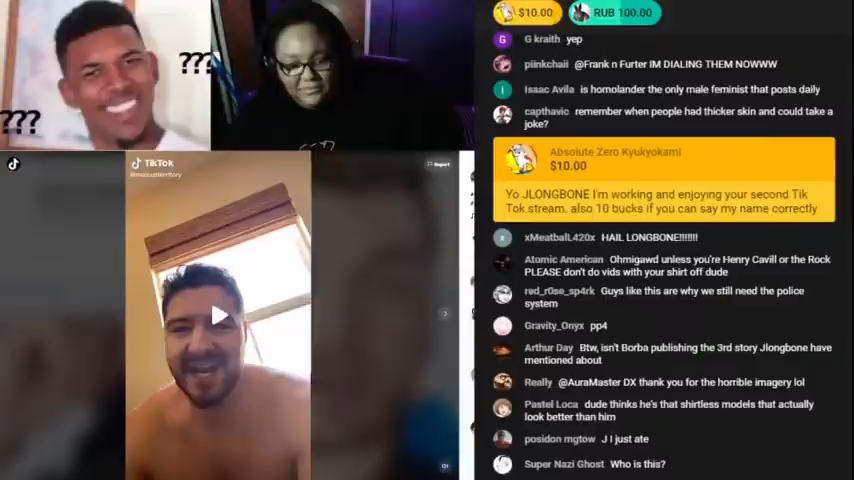 ???
???
TikTok
@mucousterritory
Report
$10.00
RUB 100.00
G kraith yep
piinkchaii @Frank n Furter IM DIALING THEM NOWWW
Isaac Avila is homolander the only male feminist that posts daily
capthavic remember when people had thicker skin and could take a
joke?
Absolute Zero Kyukyokami
$10.00
Yo JLONGBONE I'm working and enjoying your second Tik
Tok stream. also 10 bucks if you can say my name correctly
xMeatbalL420x HAIL LONGBONE!!!!!!!
Atomic American Ohmigawd unless you're Henry Cavill or the Rock
PLEASE don't do vids with your shirt off dude
red_r0se_sp4rk Guys like this are why we still need the police
system
Gravity_Onyx pp4
Arthur Day Btw, isn't Borba publishing the 3rd story Jlongbone have
mentioned about
Really @AuraMaster DX thank you for the horrible imagery lol
Pastel Loca dude thinks he's that shirtless models that actually
look better than him
posidon mgtow J I just ate
Super Nazi Ghost Who is this?